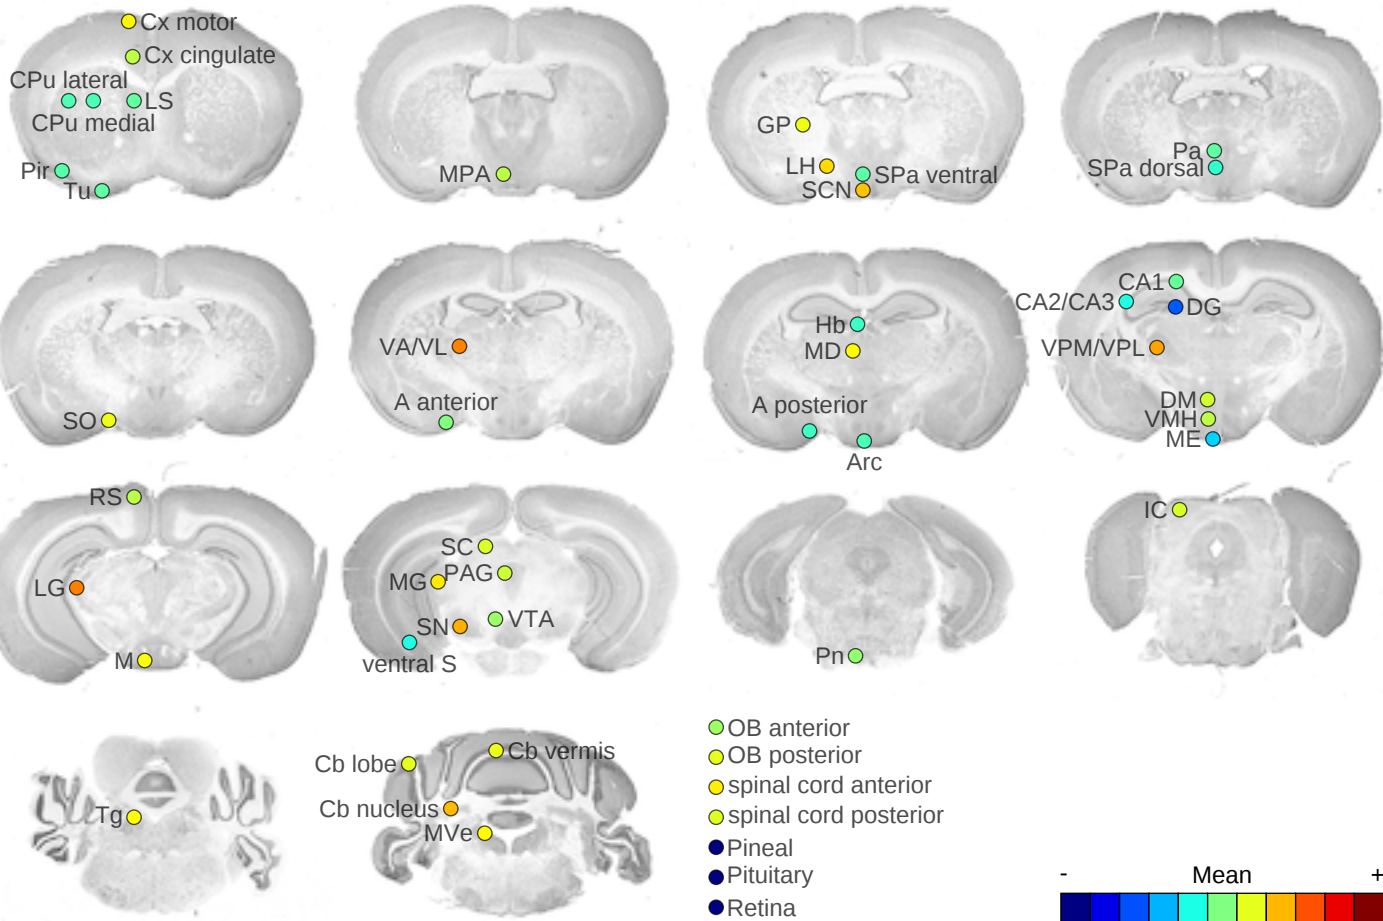 Cx motor
Cx cingulate
CPu lateral
LS
CPu medial
Pir
Tu
MPA
GP
LH
SPa ventral
SCN
Pa
SPa dorsal
SO
VA/VL
A anterior
Hb
MD
A posterior
Arc
CA1
CA2/CA3
DG
VPM/VPL
DM
VMH
ME
RS
LG
M
SC
PAG
MG
VTA
SN
ventral S
Pn
IC
Tg
Cb vermis
Cb lobe
Cb nucleus
MVe
OB anterior
OB posterior
spinal cord anterior
spinal cord posterior
Pineal
Pituitary
Retina
- Mean +